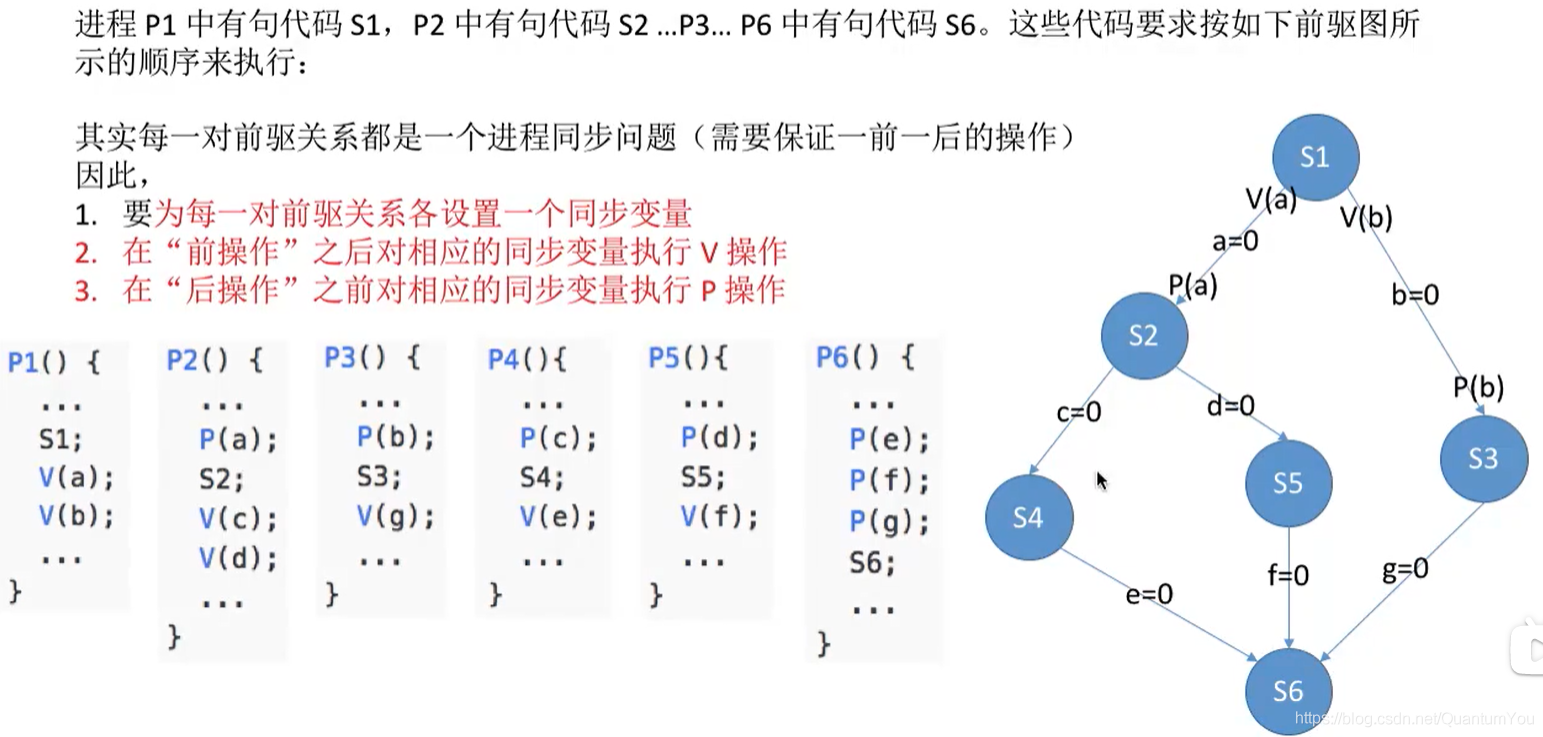 进程 P1 中有句代码 S1，P2 中有句代码 S2 ...P3... P6 中有句代码 S6。这些代码要求按如下前驱图所
示的顺序来执行：
其实每一对前驱关系都是一个进程同步问题（需要保证一前一后的操作）
因此，
1. 要为每一对前驱关系各设置一个同步变量
2. 在“前操作”之后对相应的同步变量执行 V 操作
3. 在“后操作”之前对相应的同步变量执行 P 操作
P1() {
...
S1;
V(a);
V(b);
...
}
P2() {
...
P(a);
S2;
V(c);
V(d);
...
}
P3() {
...
P(b);
S3;
V(g);
...
}
P4(){
...
P(c);
S4;
V(e);
...
}
P5(){
...
P(d);
S5;
V(f);
...
}
P6() {
...
P(e);
P(f);
P(g);
S6;
...
}
S1
V(a)
V(b)
a=0
P(a)
b=0
S2
P(b)
c=0
d=0
S3
S5
S4
f=0
g=0
e=0
S6
https://blog.csdn.net/QuantumYou